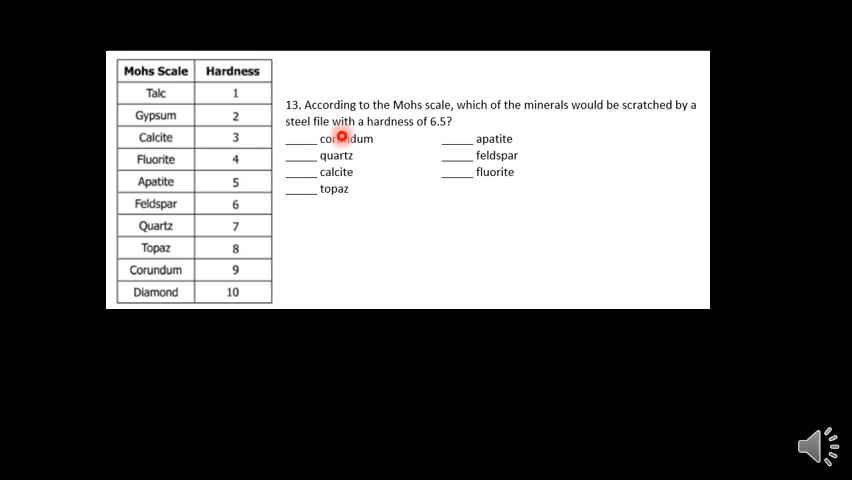 Mohs Scale Hardness
Talc 1
Gypsum 2
Calcite 3
Fluorite 4
Apatite 5
Feldspar 6
Quartz 7
Topaz 8
Corundum 9
Diamond 10
13. According to the Mohs scale, which of the minerals would be scratched by a
steel file with a hardness of 6.5?
_____ corundum _____ apatite
_____ quartz _____ feldspar
_____ calcite _____ fluorite
_____ topaz